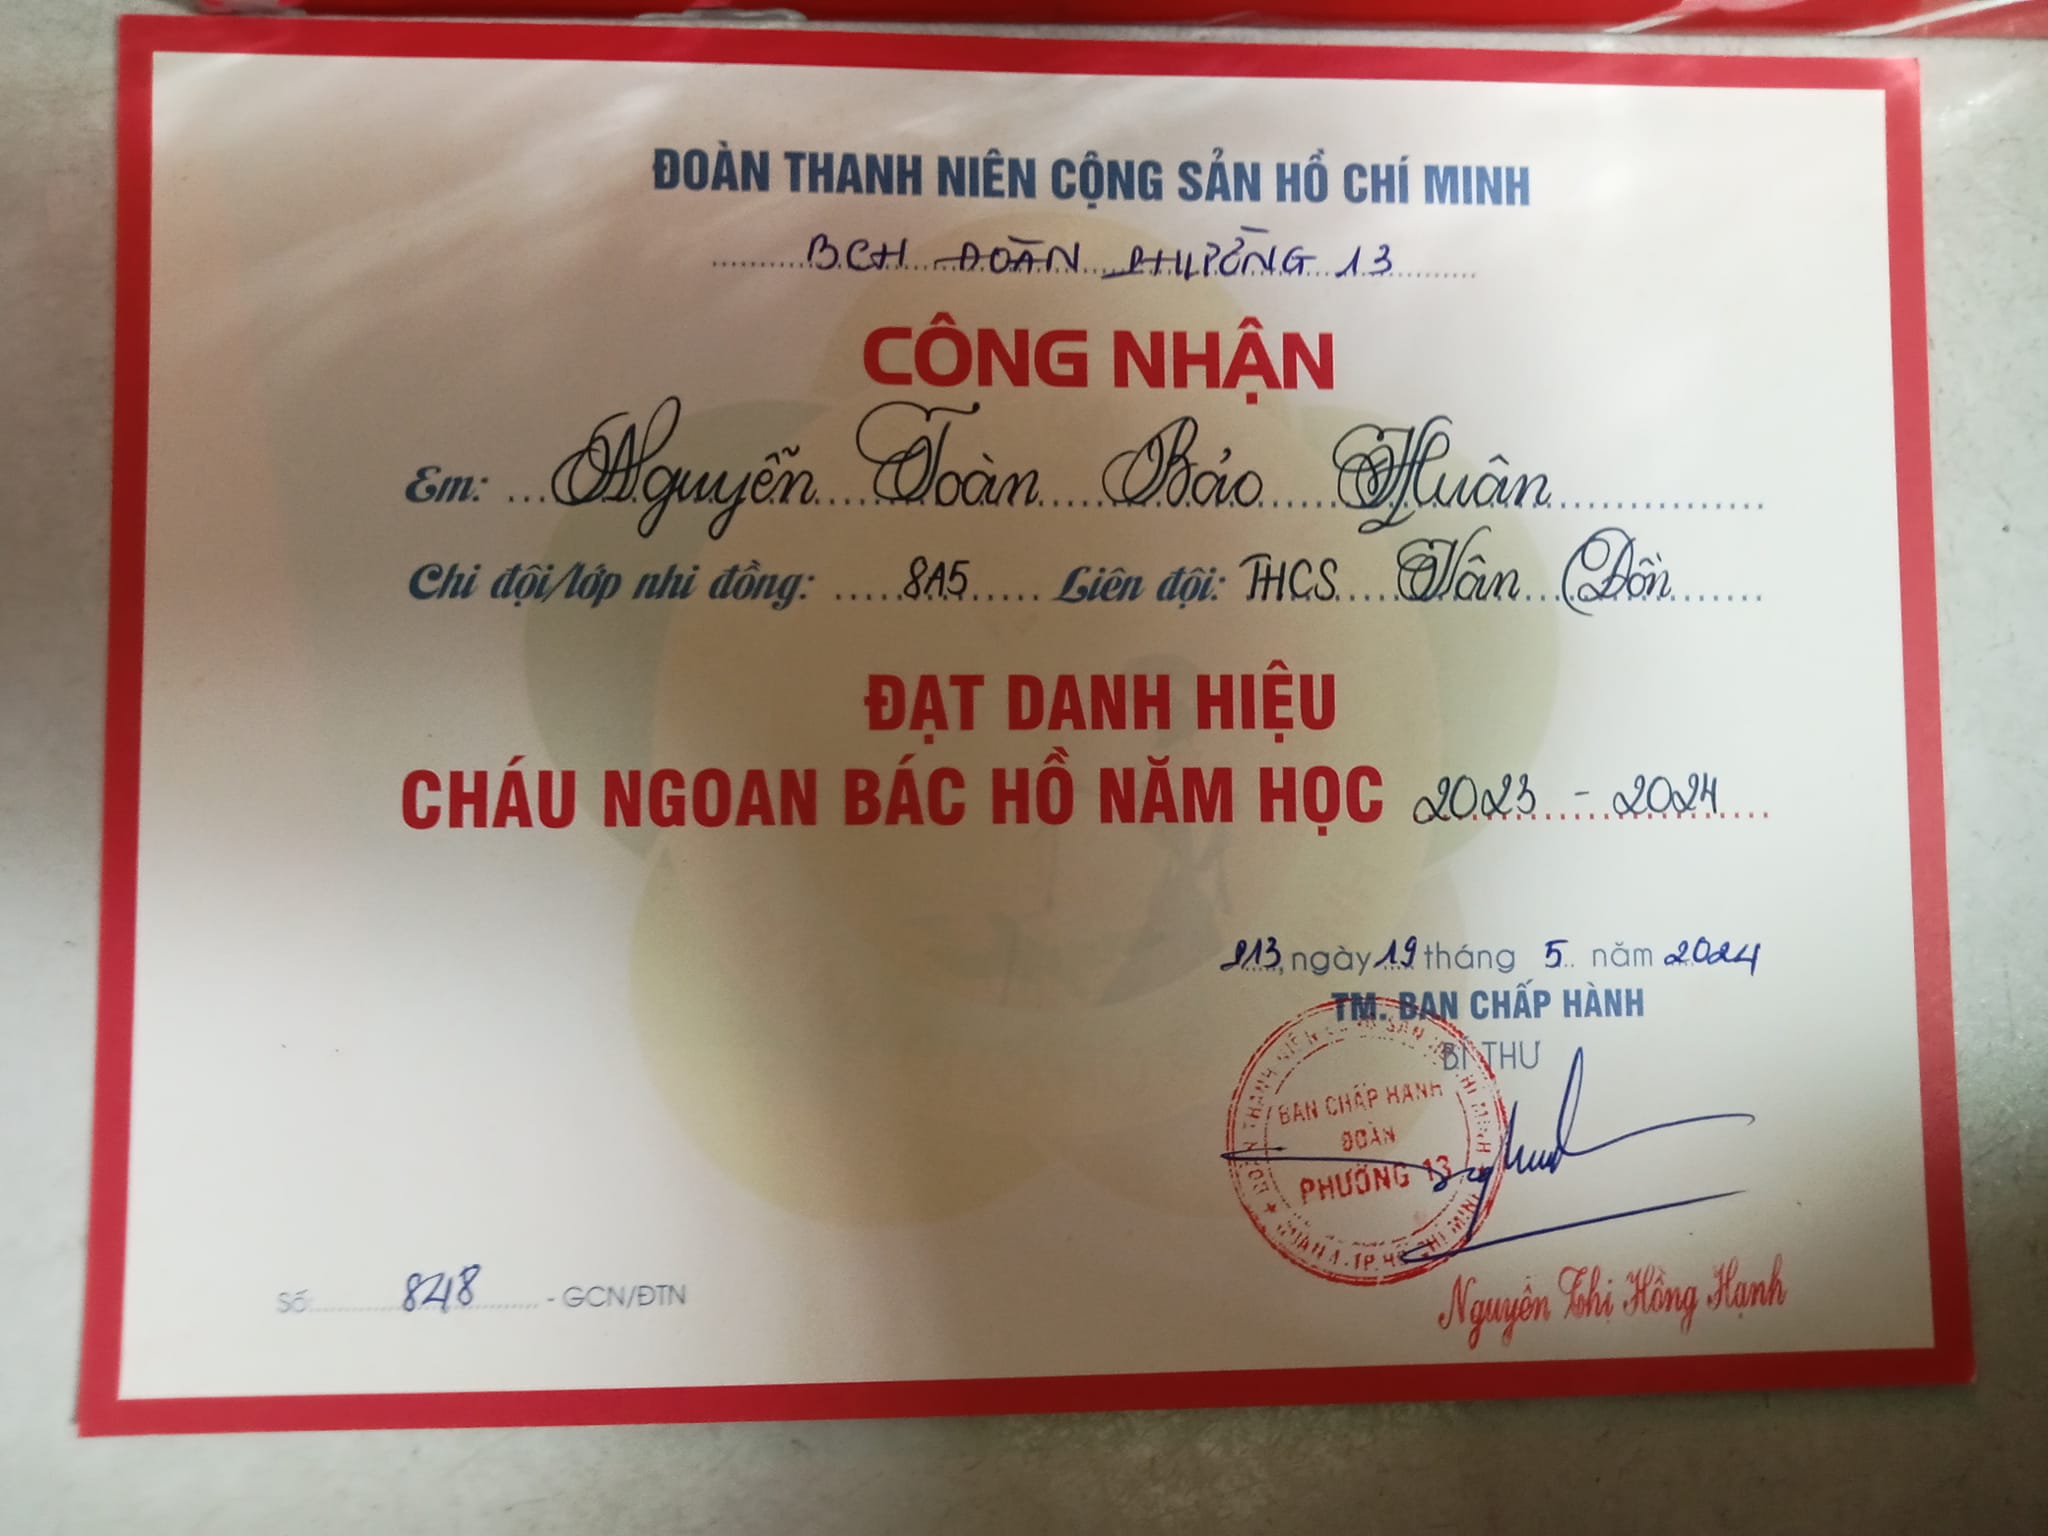 ĐOÀN THANH NIÊN CỘNG SẢN HỒ CHÍ MINH
BCH ĐOÀN PHƯỜNG 13
CÔNG NHẬN
Em: Nguyễn Toàn Bảo Huân
Chi đội/lớp nhi đồng: 8A5 Liên đội: THCS Vân Đồn
ĐẠT DANH HIỆU
CHÁU NGOAN BÁC HỒ NĂM HỌC 2023 - 2024
P13, ngày 19 tháng 5 năm 2024
TM. BAN CHẤP HÀNH
BÍ THƯ
BAN CHẤP HÀNH
ĐOÀN
PHƯỜNG 13
Nguyễn Thị Hồng Hạnh
Số: 848 - GCN/ĐTN